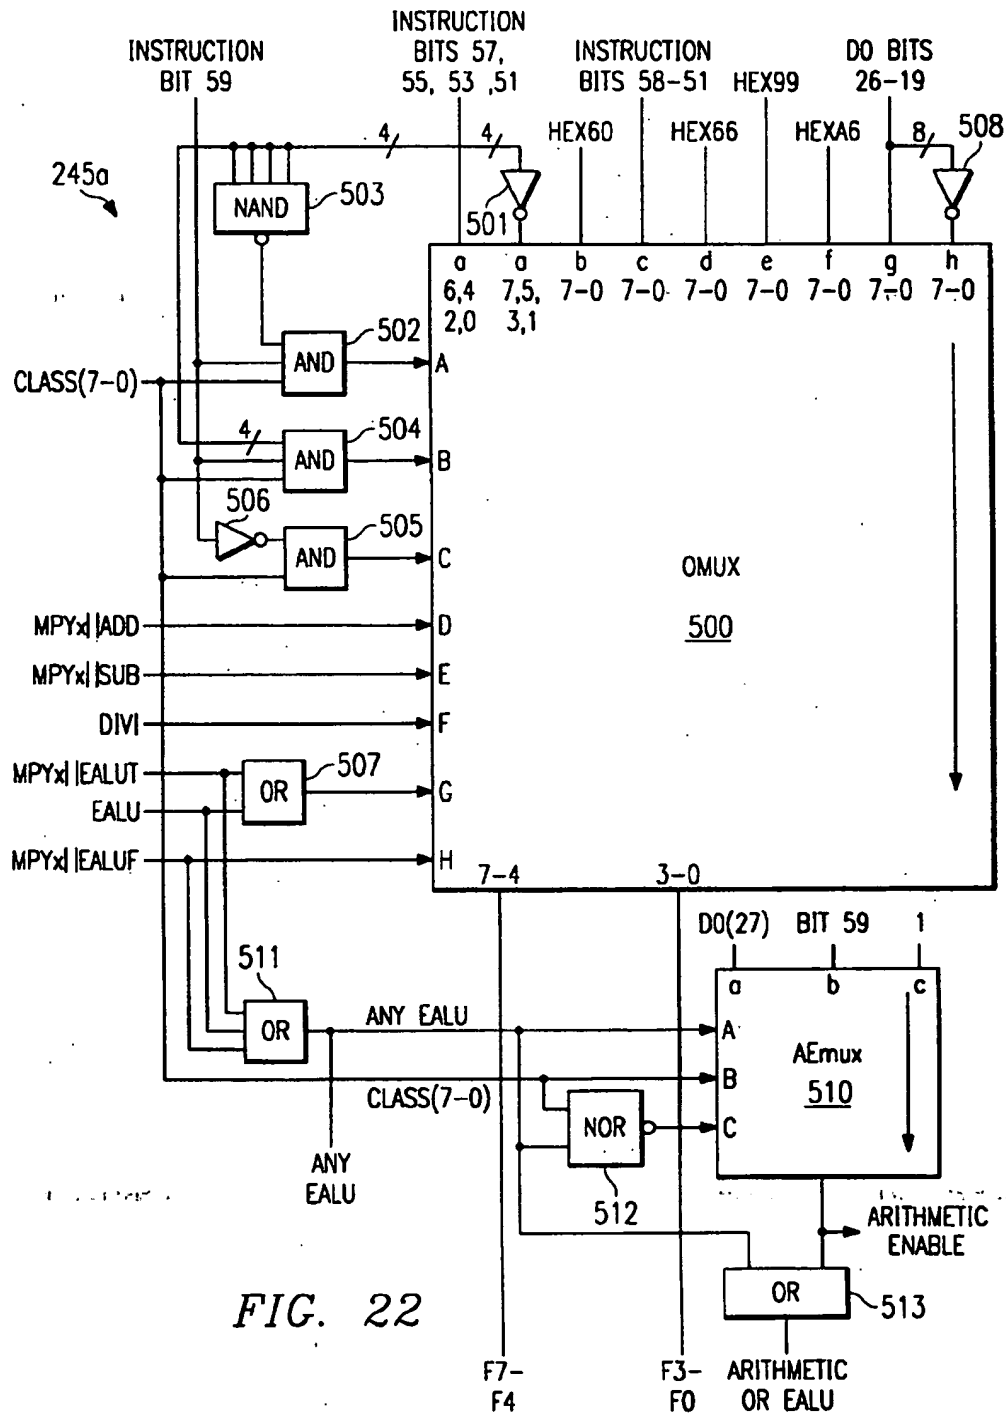 INSTRUCTION
BIT 59
INSTRUCTION
BITS 57,
55, 53 ,51
INSTRUCTION
BITS 58-51
HEX99
D0 BITS
26-19
4
4
HEX60
HEX66
HEXA6
8
508
245a
NAND
503
501
a
6,4
2,0
a
7,5,
3,1
b
7-0
c
7-0
d
7-0
e
7-0
f
7-0
g
7-0
h
7-0
502
AND
A
CLASS(7-0)
4
504
AND
B
506
505
AND
C
OMUX
500
MPYx||ADD
D
MPYx||SUB
E
DIVI
F
MPYx||EALUT
507
OR
G
EALU
MPYx||EALUF
H
7-4
3-0
D0(27)
BIT 59
1
a
b
c
511
OR
ANY EALU
A
AEmux
510
CLASS(7-0)
B
NOR
C
ANY
EALU
512
ARITHMETIC
ENABLE
OR
513
FIG. 22
F7-
F4
F3-
F0
ARITHMETIC
OR EALU